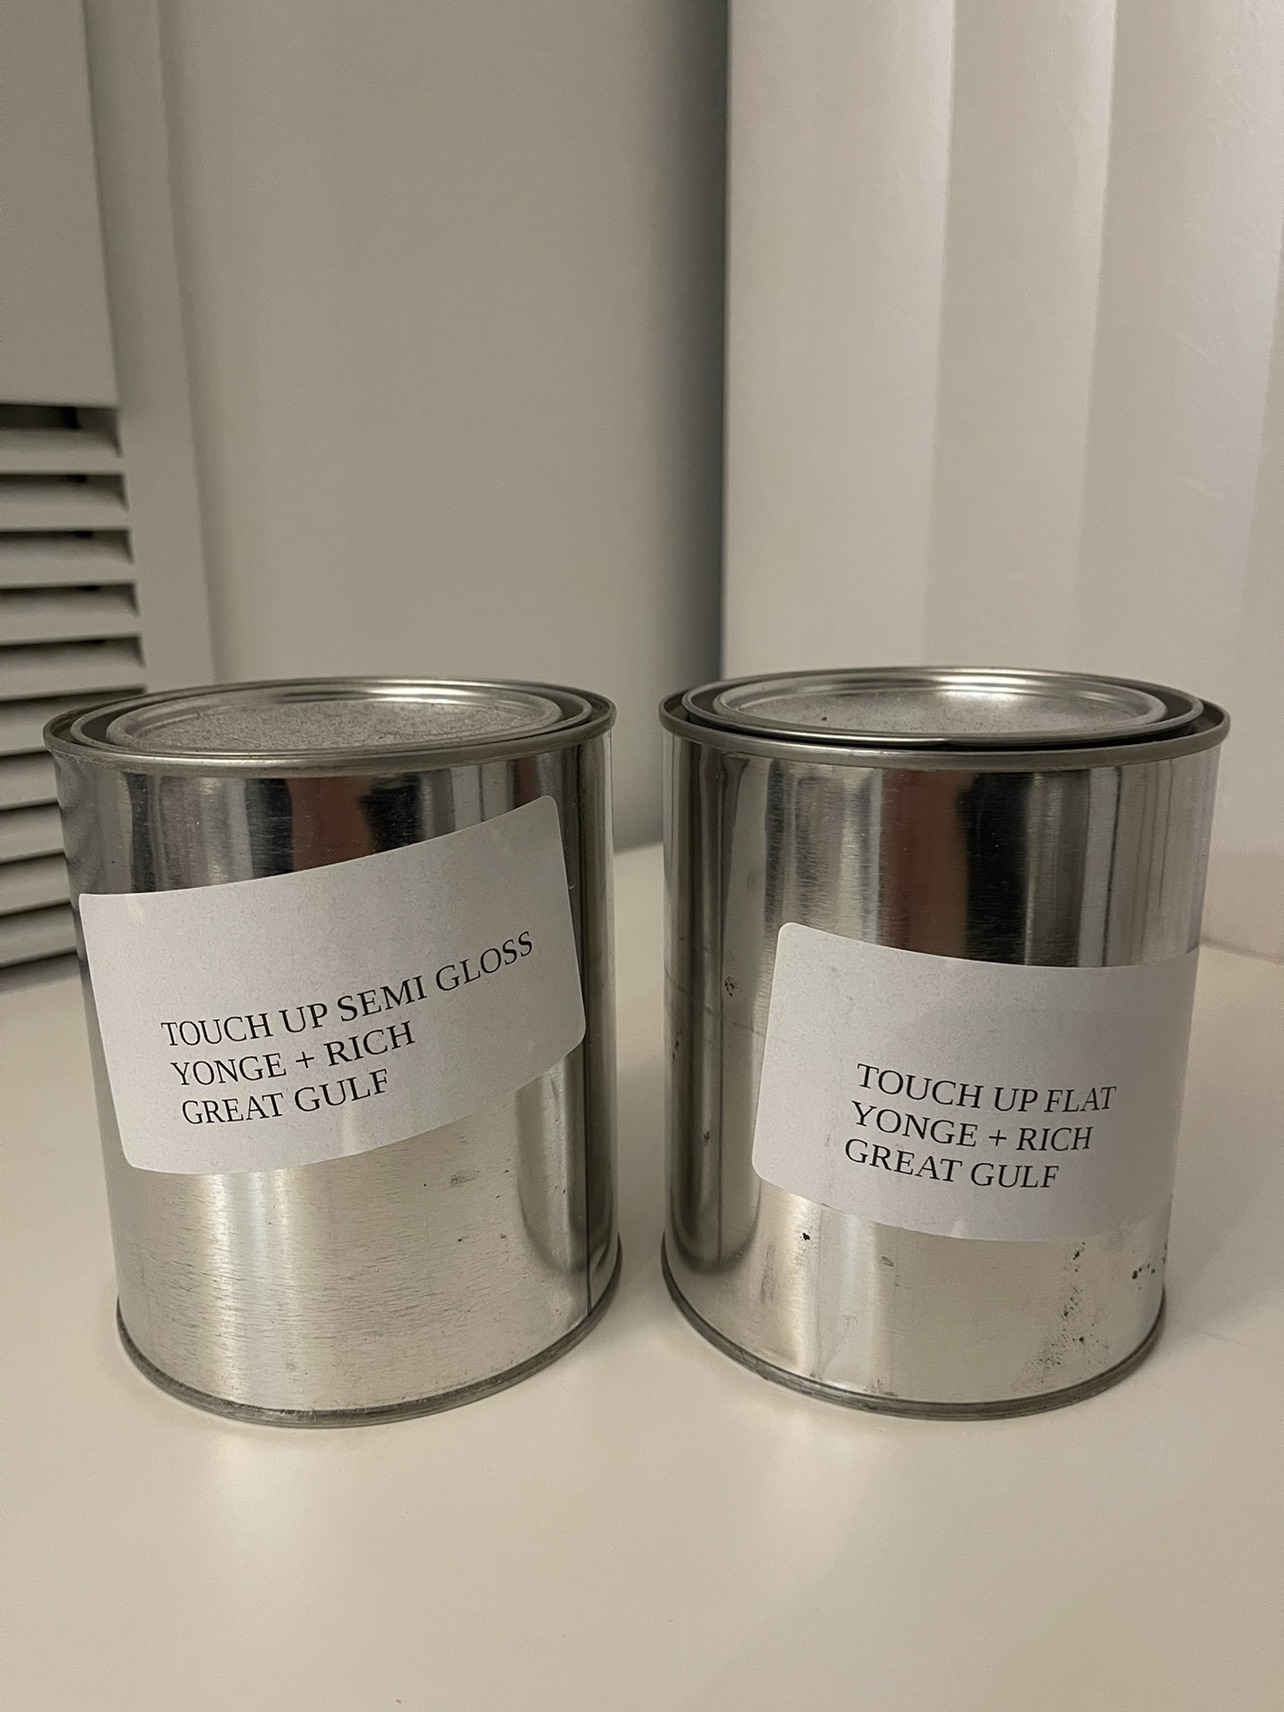 TOUCH UP SEMI GLOSS
YONGE + RICH
GREAT GULF
TOUCH UP FLAT
YONGE + RICH
GREAT GULF